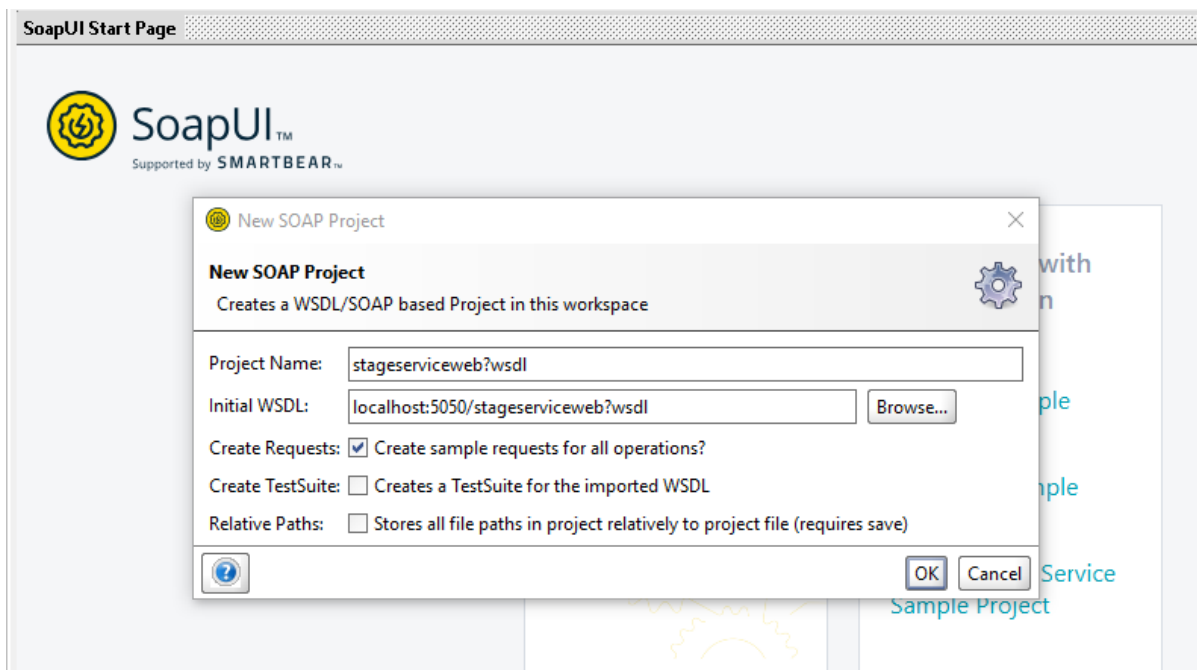 SoapUI Start Page
SoapUI™
Supported by SMARTBEAR™
New SOAP Project
New SOAP Project
Creates a WSDL/SOAP based Project in this workspace
Project Name: stageserviceweb?wsdl
Initial WSDL: localhost:5050/stageserviceweb?wsdl Browse...
Create Requests: Create sample requests for all operations?
Create TestSuite: Creates a TestSuite for the imported WSDL
Relative Paths: Stores all file paths in project relatively to project file (requires save)
OK Cancel
with
Service
Sample Project